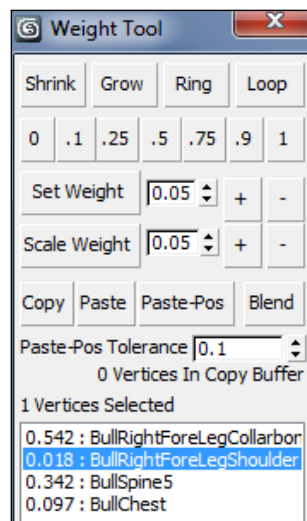 Weight Tool
Shrink Grow Ring Loop
0 .1 .25 .5 .75 .9 1
Set Weight 0.05 + -
Scale Weight 0.05 + -
Copy Paste Paste-Pos Blend
Paste-Pos Tolerance 0.1
0 Vertices In Copy Buffer
1 Vertices Selected
0.542 : BullRightForeLegCollarbon
0.018 : BullRightForeLegShoulder
0.342 : BullSpine5
0.097 : BullChest